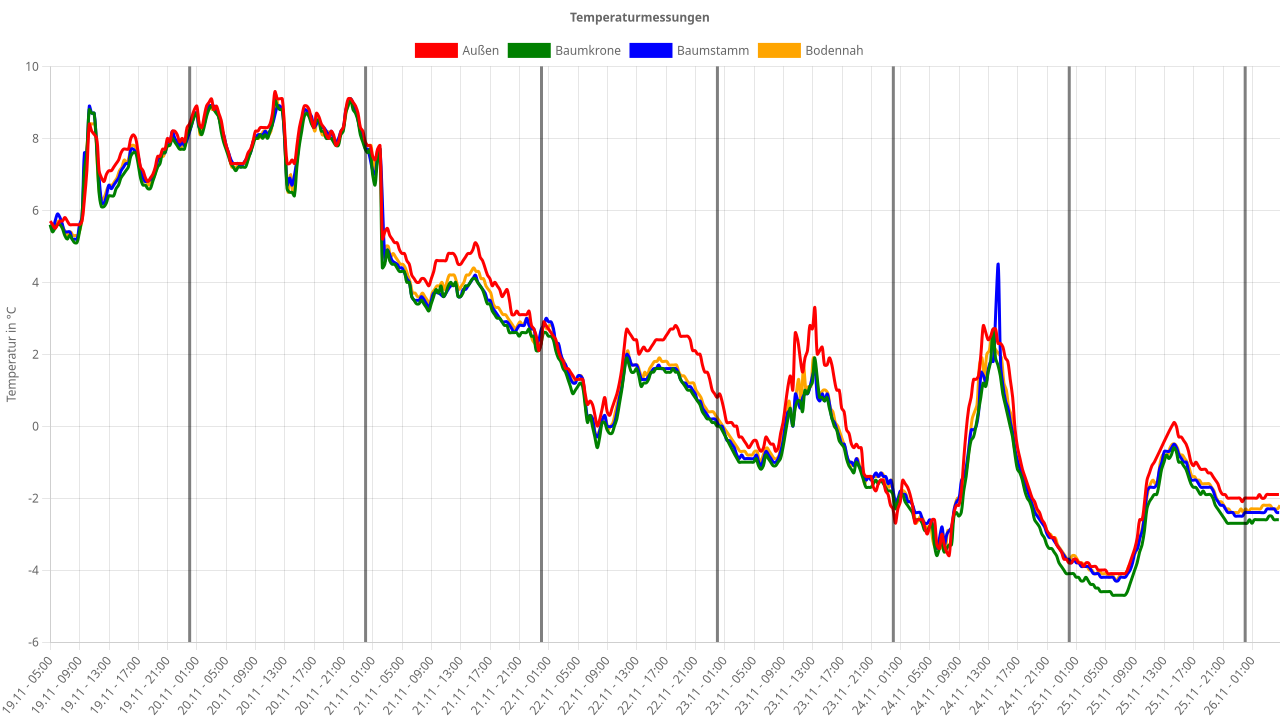 Temperaturmessungen
Außen Baumkrone Baumstamm Bodennah
Temperatur in °C
10
8
6
4
2
0
-2
-4
-6
19.11 - 05:00
19.11 - 09:00
19.11 - 13:00
19.11 - 17:00
19.11 - 21:00
20.11 - 01:00
20.11 - 05:00
20.11 - 09:00
20.11 - 13:00
20.11 - 17:00
20.11 - 21:00
21.11 - 01:00
21.11 - 05:00
21.11 - 09:00
21.11 - 13:00
21.11 - 17:00
21.11 - 21:00
22.11 - 01:00
22.11 - 05:00
22.11 - 09:00
22.11 - 13:00
22.11 - 17:00
22.11 - 21:00
23.11 - 01:00
23.11 - 05:00
23.11 - 09:00
23.11 - 13:00
23.11 - 17:00
23.11 - 21:00
24.11 - 01:00
24.11 - 05:00
24.11 - 09:00
24.11 - 13:00
24.11 - 17:00
24.11 - 21:00
25.11 - 01:00
25.11 - 05:00
25.11 - 09:00
25.11 - 13:00
25.11 - 17:00
25.11 - 21:00
26.11 - 01:00